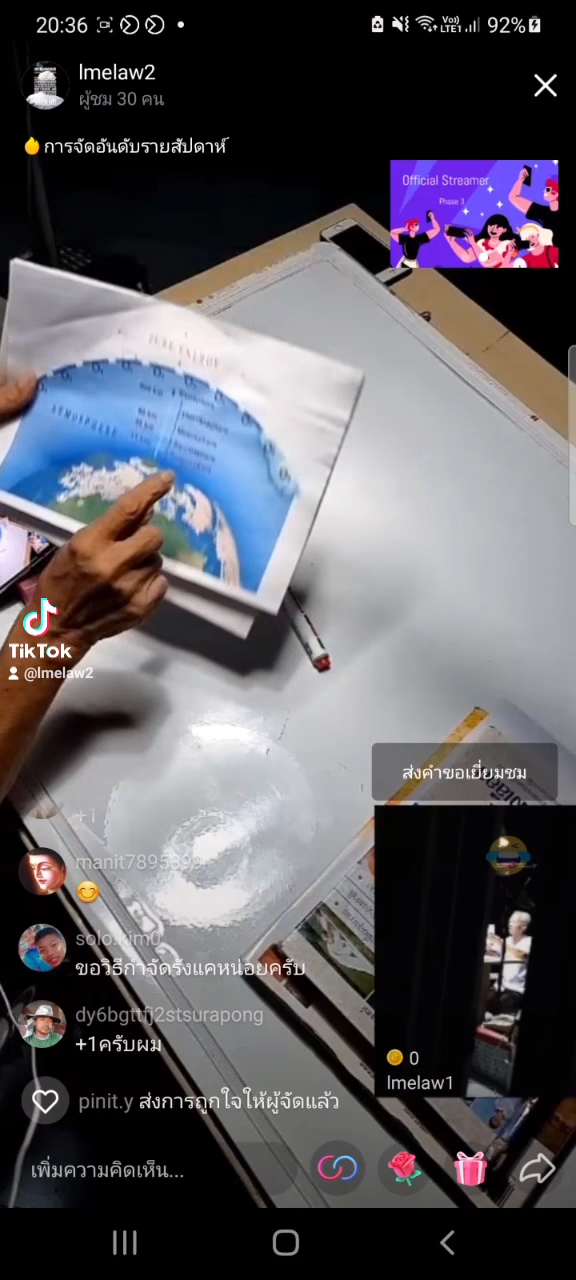 20:36
Vo))
LTE1
92%
lmelaw2
ผู้ชม 30 คน
การจัดอันดับรายสัปดาห์
Official Streamer
Phase 3
PURE ENERGY
ATMOSPHERE
TikTok
@lmelaw2
ส่งคำขอเยี่ยมชม
+1
solo.kim0
ขอวิธีกำจัดรังแคหน่อยครับ
dy6bgttfj2stsurapong
+1ครับผม
0
lmelaw1
pinit.y ส่งการถูกใจให้ผู้จัดแล้ว
เพิ่มความคิดเห็น...